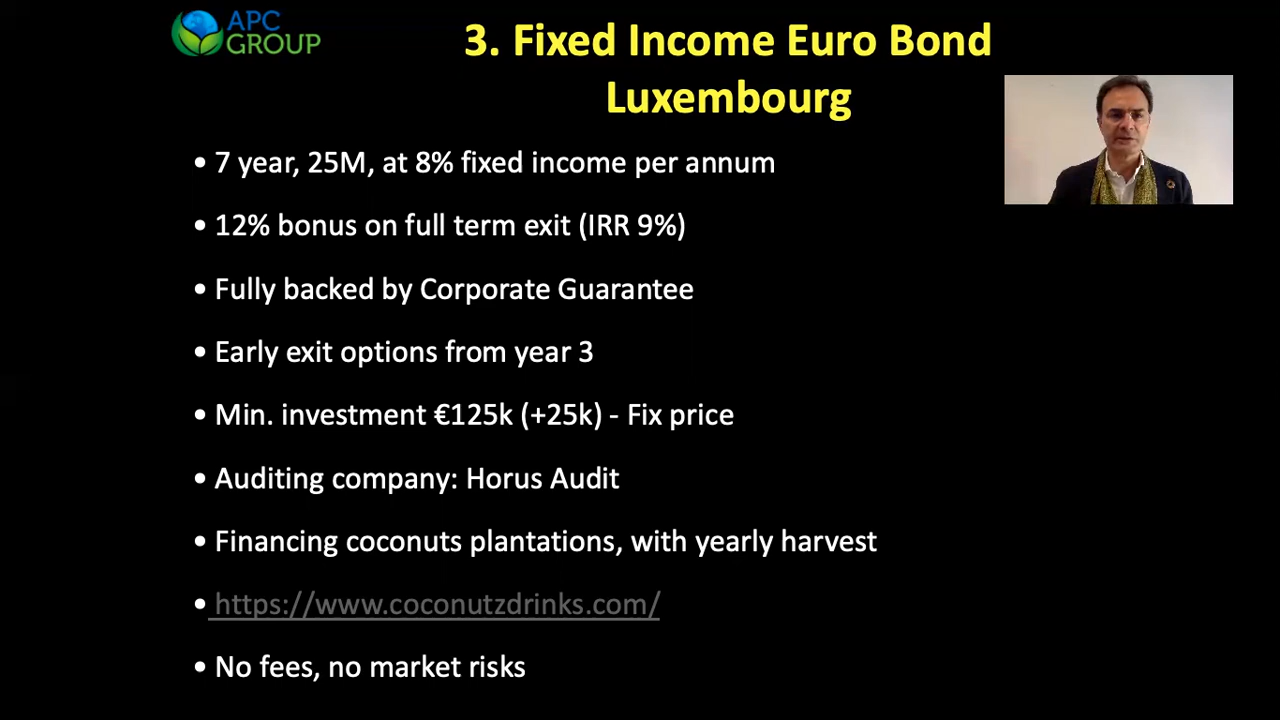 APC
GROUP
3. Fixed Income Euro Bond
Luxembourg
• 7 year, 25M, at 8% fixed income per annum
• 12% bonus on full term exit (IRR 9%)
• Fully backed by Corporate Guarantee
• Early exit options from year 3
• Min. investment €125k (+25k) - Fix price
• Auditing company: Horus Audit
• Financing coconuts plantations, with yearly harvest
• https://www.coconutzdrinks.com/
• No fees, no market risks